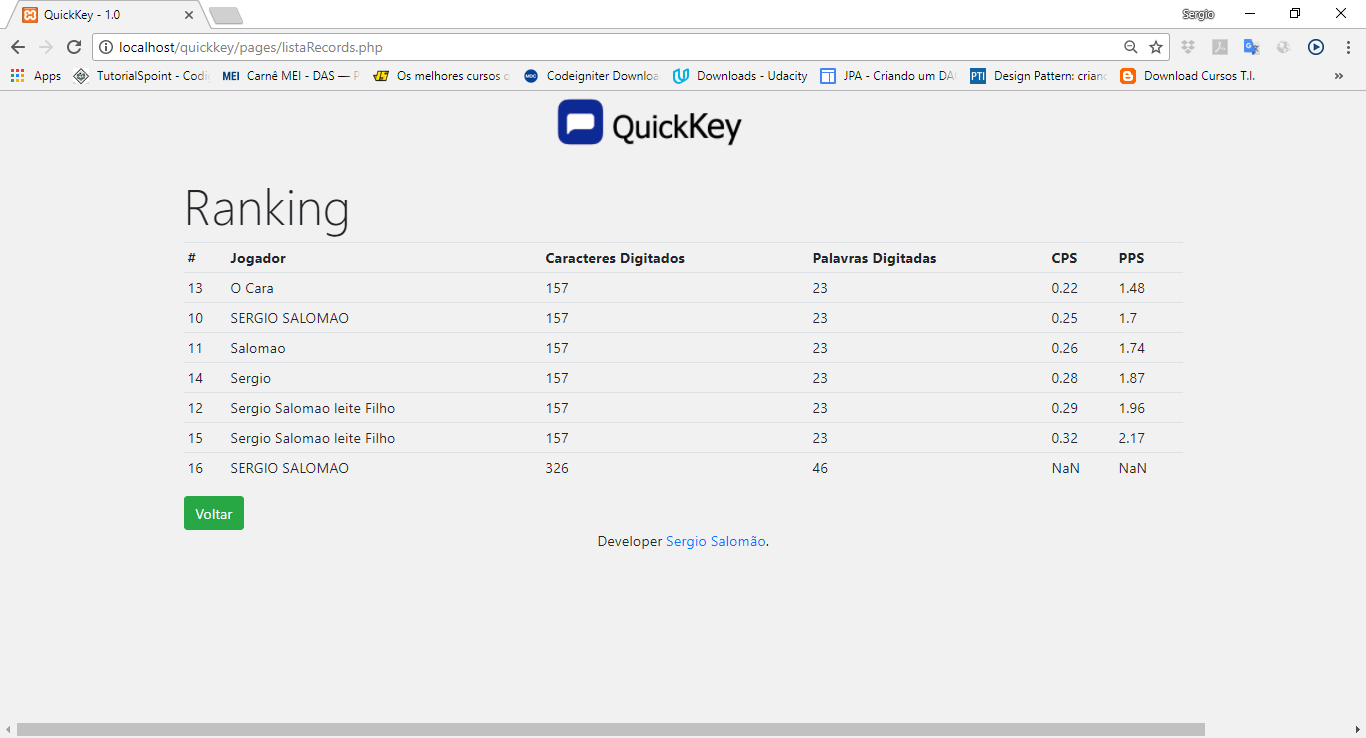 QuickKey - 1.0
Sergio
localhost/quickkey/pages/listaRecords.php
Apps TutorialSpoint - Codi MEI Carnê MEI - DAS — P Os melhores cursos o MDC Codeigniter Downloa Downloads - Udacity JPA - Criando um DA PTI Design Pattern: crian Download Cursos T.I. »
QuickKey
Ranking
# Jogador Caracteres Digitados Palavras Digitadas CPS PPS
13 O Cara 157 23 0.22 1.48
10 SERGIO SALOMAO 157 23 0.25 1.7
11 Salomao 157 23 0.26 1.74
14 Sergio 157 23 0.28 1.87
12 Sergio Salomao leite Filho 157 23 0.29 1.96
15 Sergio Salomao leite Filho 157 23 0.32 2.17
16 SERGIO SALOMAO 326 46 NaN NaN
Voltar
Developer Sergio Salomão.